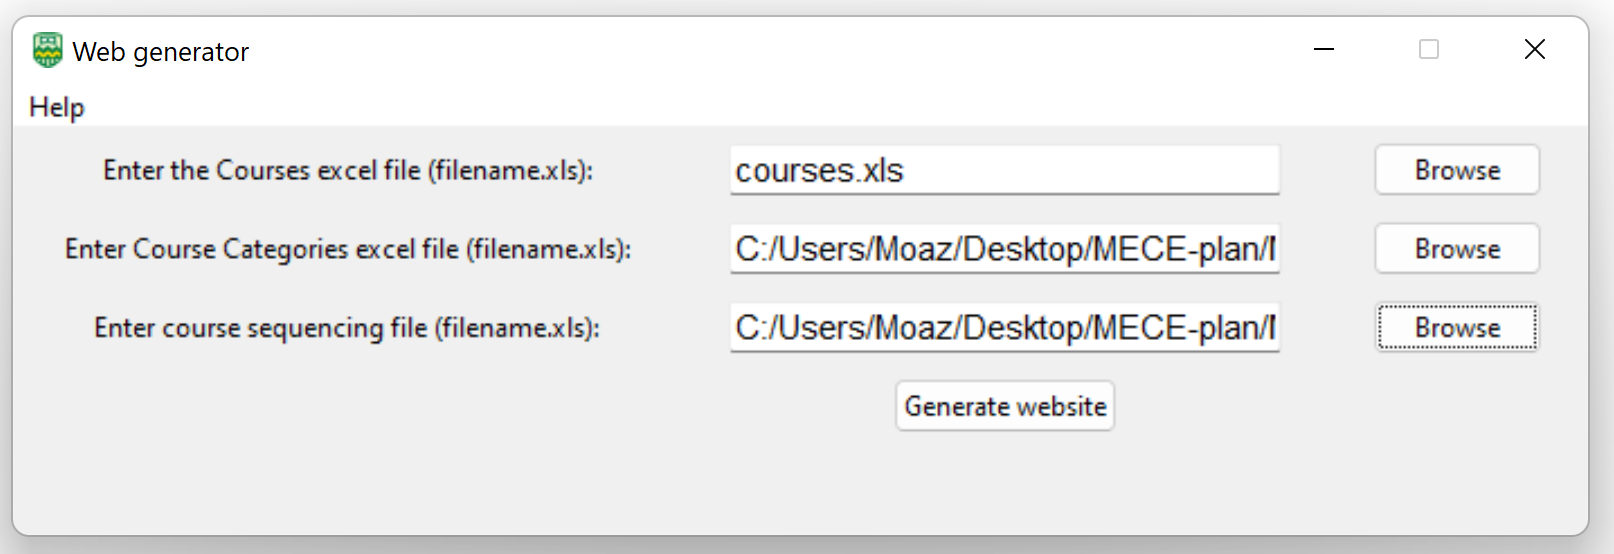 Web generator
Help
Enter the Courses excel file (filename.xls): courses.xls Browse
Enter Course Categories excel file (filename.xls): C:/Users/Moaz/Desktop/MECE-plan/ Browse
Enter course sequencing file (filename.xls): C:/Users/Moaz/Desktop/MECE-plan/ Browse
Generate website